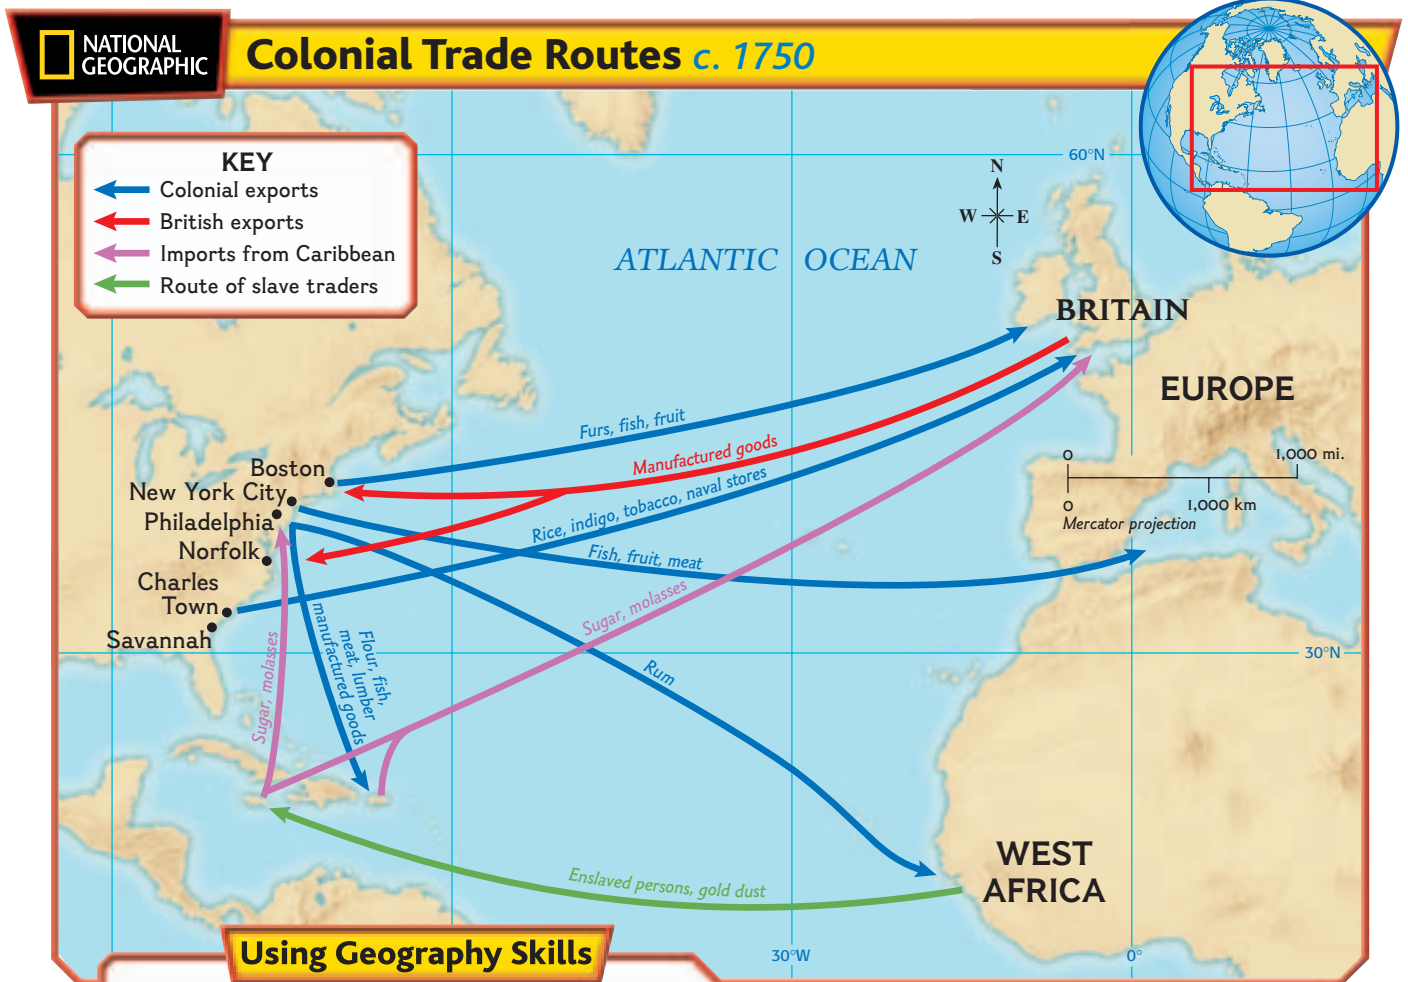 NATIONAL
GEOGRAPHIC
Colonial Trade Routes c. 1750
KEY
Colonial exports
British exports
Imports from Caribbean
Route of slave traders
60°N
N
W E
S
ATLANTIC OCEAN
BRITAIN
EUROPE
0 1,000 mi.
0 1,000 km
Mercator projection
Furs, fish, fruit
Manufactured goods
Rice, indigo, tobacco, naval stores
Fish, fruit, meat
Sugar, molasses
Rum
Boston
New York City
Philadelphia
Norfolk
Charles
Town
Savannah
Sugar, molasses
Flour, fish,
meat, lumber
manufactured goods
30°N
Enslaved persons, gold dust
WEST
AFRICA
30°W
0°
Using Geography Skills